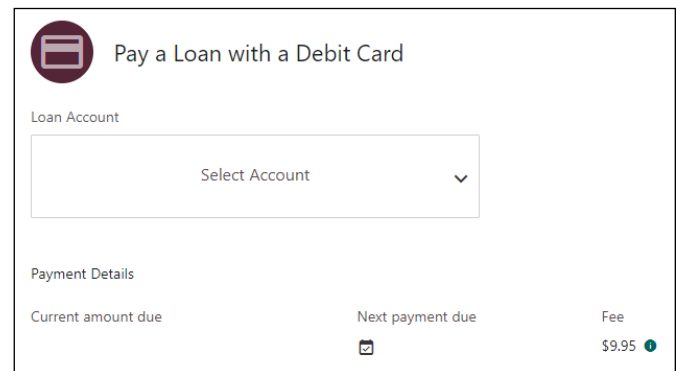 Pay a Loan with a Debit Card
Loan Account
Select Account
Payment Details
Current amount due Next payment due Fee
$9.95